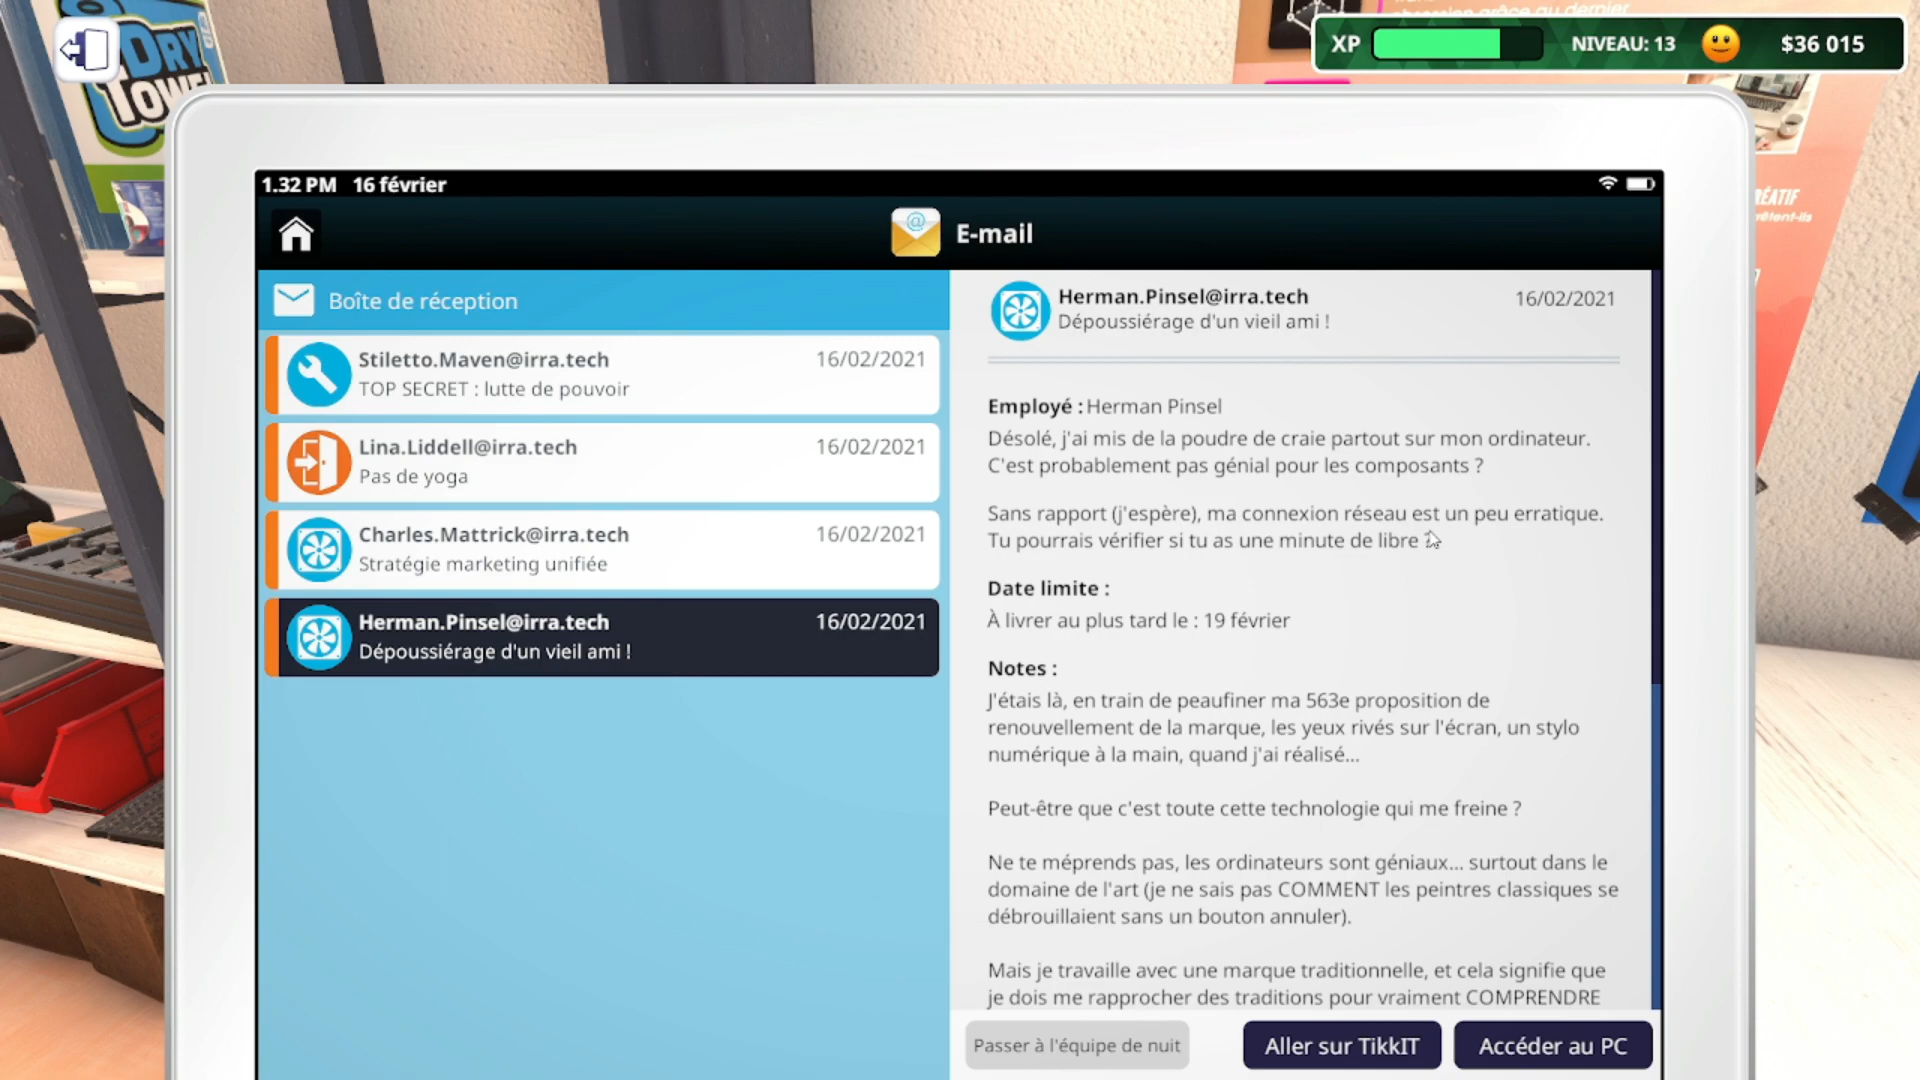 DRY
TOWEL
obsession grâce au dernier
XP
NIVEAU: 13
$36 015
1.32 PM 16 février
E-mail
Boîte de réception
Stiletto.Maven@irra.tech 16/02/2021
TOP SECRET : lutte de pouvoir
Lina.Liddell@irra.tech 16/02/2021
Pas de yoga
Charles.Mattrick@irra.tech 16/02/2021
Stratégie marketing unifiée
Herman.Pinsel@irra.tech 16/02/2021
Dépoussiérage d'un vieil ami !
Herman.Pinsel@irra.tech 16/02/2021
Dépoussiérage d'un vieil ami !
Employé : Herman Pinsel
Désolé, j'ai mis de la poudre de craie partout sur mon ordinateur.
C'est probablement pas génial pour les composants ?
Sans rapport (j'espère), ma connexion réseau est un peu erratique.
Tu pourrais vérifier si tu as une minute de libre ?
Date limite :
À livrer au plus tard le : 19 février
Notes :
J'étais là, en train de peaufiner ma 563e proposition de
renouvellement de la marque, les yeux rivés sur l'écran, un stylo
numérique à la main, quand j'ai réalisé...
Peut-être que c'est toute cette technologie qui me freine ?
Ne te méprends pas, les ordinateurs sont géniaux... surtout dans le
domaine de l'art (je ne sais pas COMMENT les peintres classiques se
débrouillaient sans un bouton annuler).
Mais je travaille avec une marque traditionnelle, et cela signifie que
je dois me rapprocher des traditions pour vraiment COMPRENDRE
Passer à l'équipe de nuit
Aller sur TikkIT
Accéder au PC